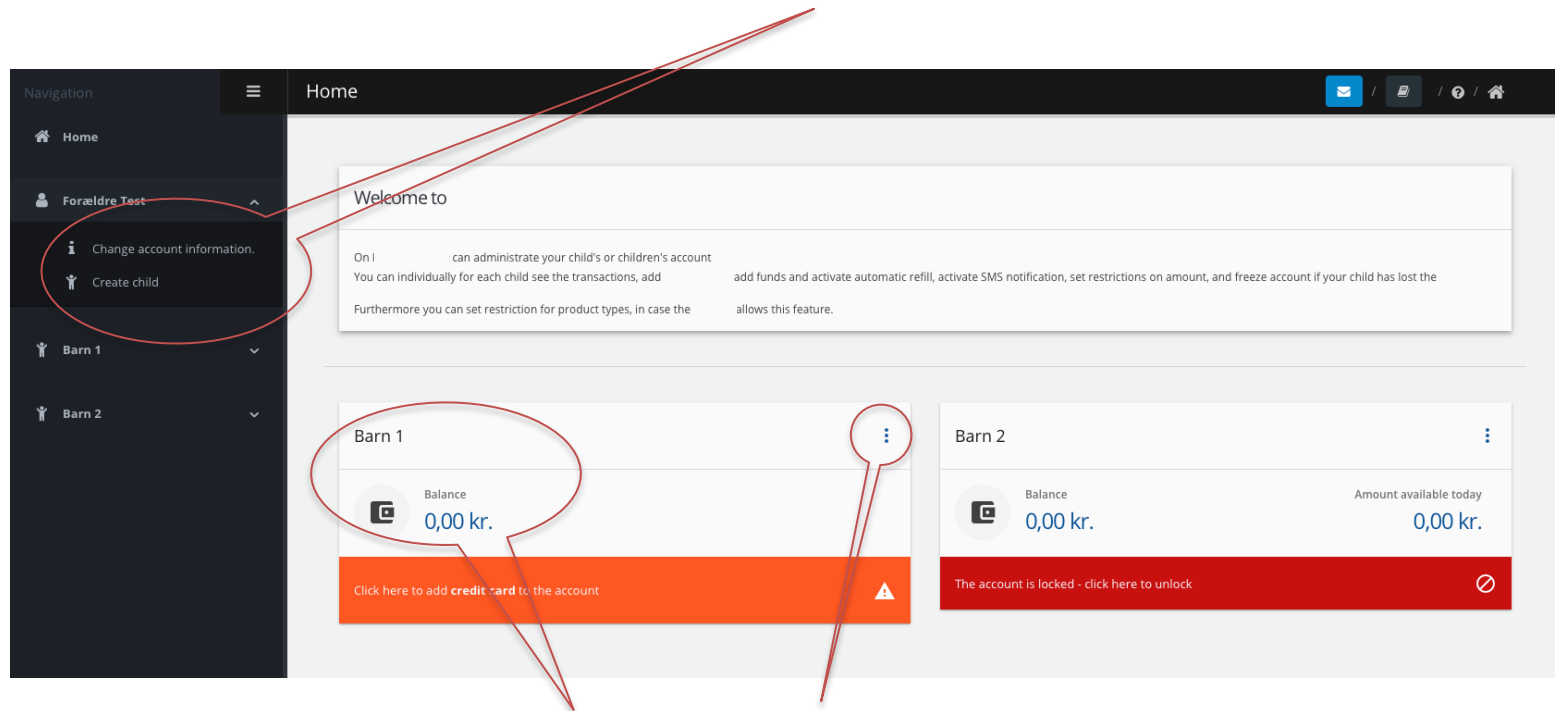 Navigation
Home
/ / /
Home
Forældre Test
Change account information.
Create child
Barn 1
Barn 2
Welcome to
On can administrate your child's or children's account
You can individually for each child see the transactions, add add funds and activate automatic refill, activate SMS notification, set restrictions on amount, and freeze account if your child has lost the
Furthermore you can set restriction for product types, in case the allows this feature.
Barn 1
Balance
0,00 kr.
Click here to add credit card to the account
Barn 2
Balance
0,00 kr.
Amount available today
0,00 kr.
The account is locked - click here to unlock